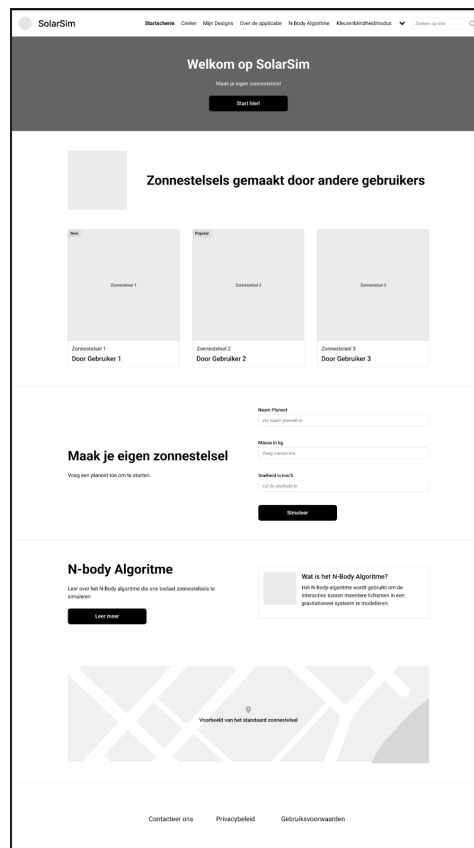 SolarSim
Startscherm Creëer Mijn Designs Over de applicatie N-Body Algoritme Kleurenblindheidmodus Zoeken op site
Welkom op SolarSim
Maak je eigen zonnestelstel
Start hier!
Zonnestelsels gemaakt door andere gebruikers
New
Zonnestelsel 1
Zonnestelsel 1
Door Gebruiker 1
Popular
Zonnestelsel 2
Zonnestelsel 2
Door Gebruiker 2
Zonnestelsel 3
Zonnestelsel 3
Door Gebruiker 3
Maak je eigen zonnestelsel
Voeg een planeet toe om te starten.
Naam Planeet
Vul naam planeet in
Massa in kg
Voeg massa toe
Snelheid in km/S
vul de snelheid in
Simuleer
N-body Algoritme
Leer over het N-Body algoritme die ons toelaat zonnestelsels te
simuleren
Leer meer
Wat is het N-Body Algoritme?
Het N-Body-algoritme wordt gebruikt om de
interacties tussen meerdere lichamen in een
gravitationeel systeem te modelleren.
Voorbeeld van het standaard zonnestelsel
Contacteer ons Privacybeleid Gebruiksvoorwaarden